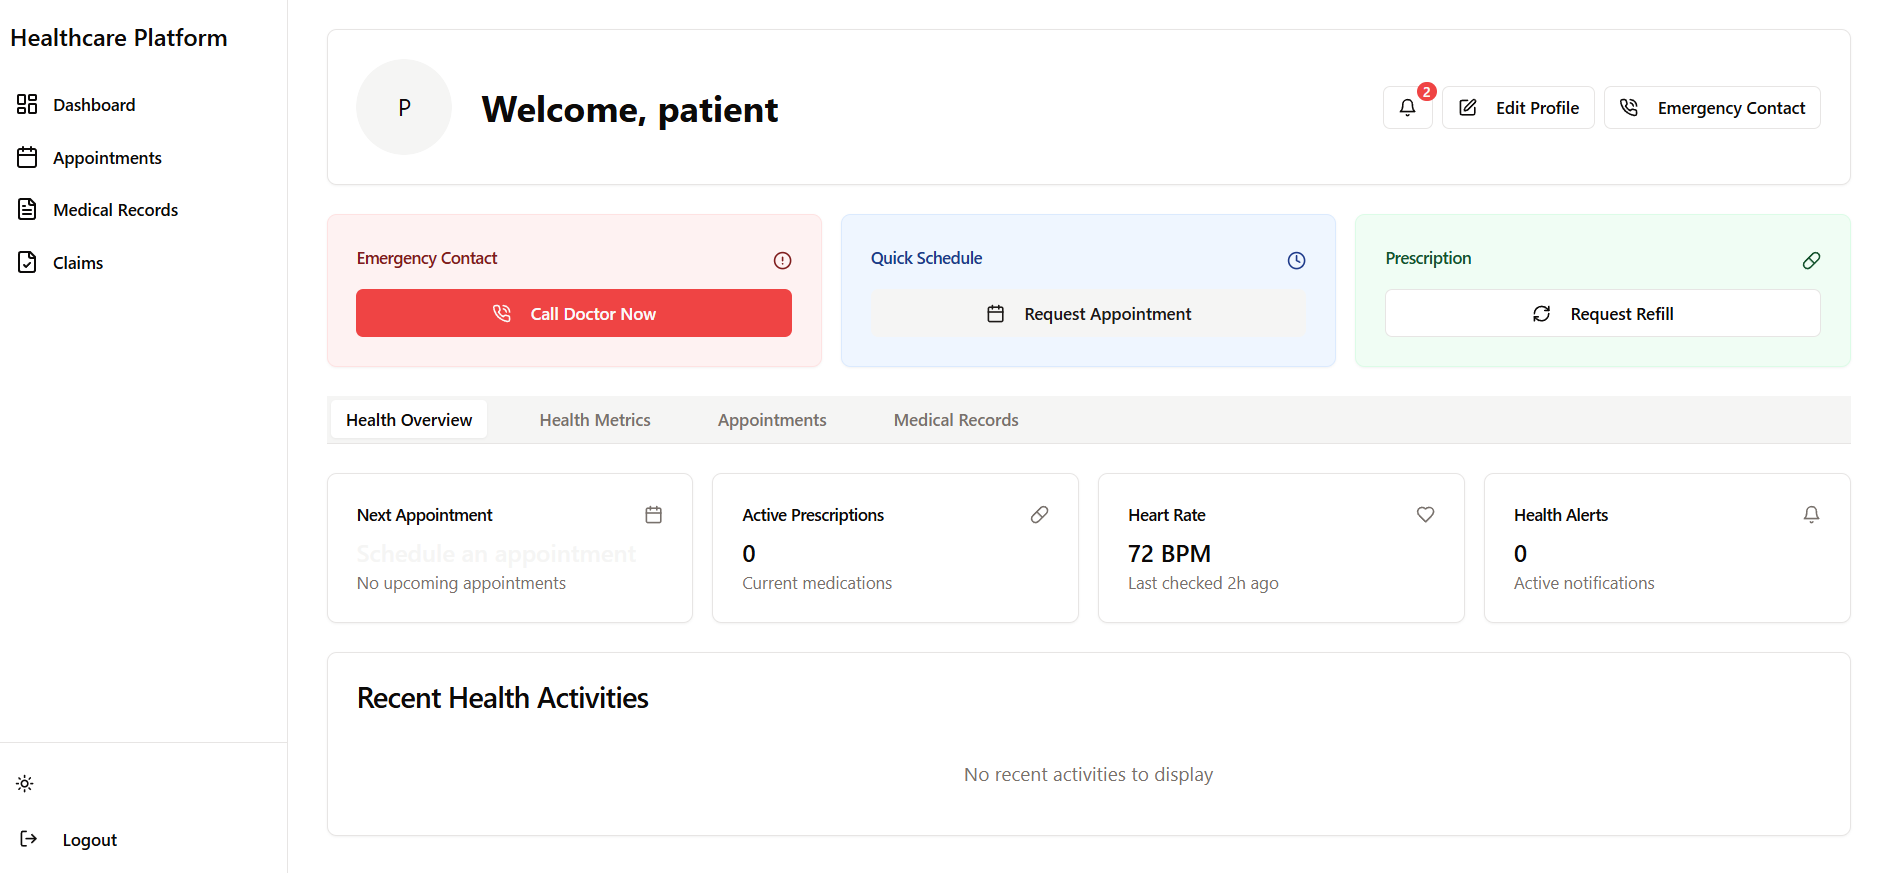 Healthcare Platform
Dashboard
Appointments
Medical Records
Claims
Logout
P
Welcome, patient
2
Edit Profile
Emergency Contact
Emergency Contact
Call Doctor Now
Quick Schedule
Request Appointment
Prescription
Request Refill
Health Overview
Health Metrics
Appointments
Medical Records
Next Appointment
Schedule an appointment
No upcoming appointments
Active Prescriptions
0
Current medications
Heart Rate
72 BPM
Last checked 2h ago
Health Alerts
0
Active notifications
Recent Health Activities
No recent activities to display